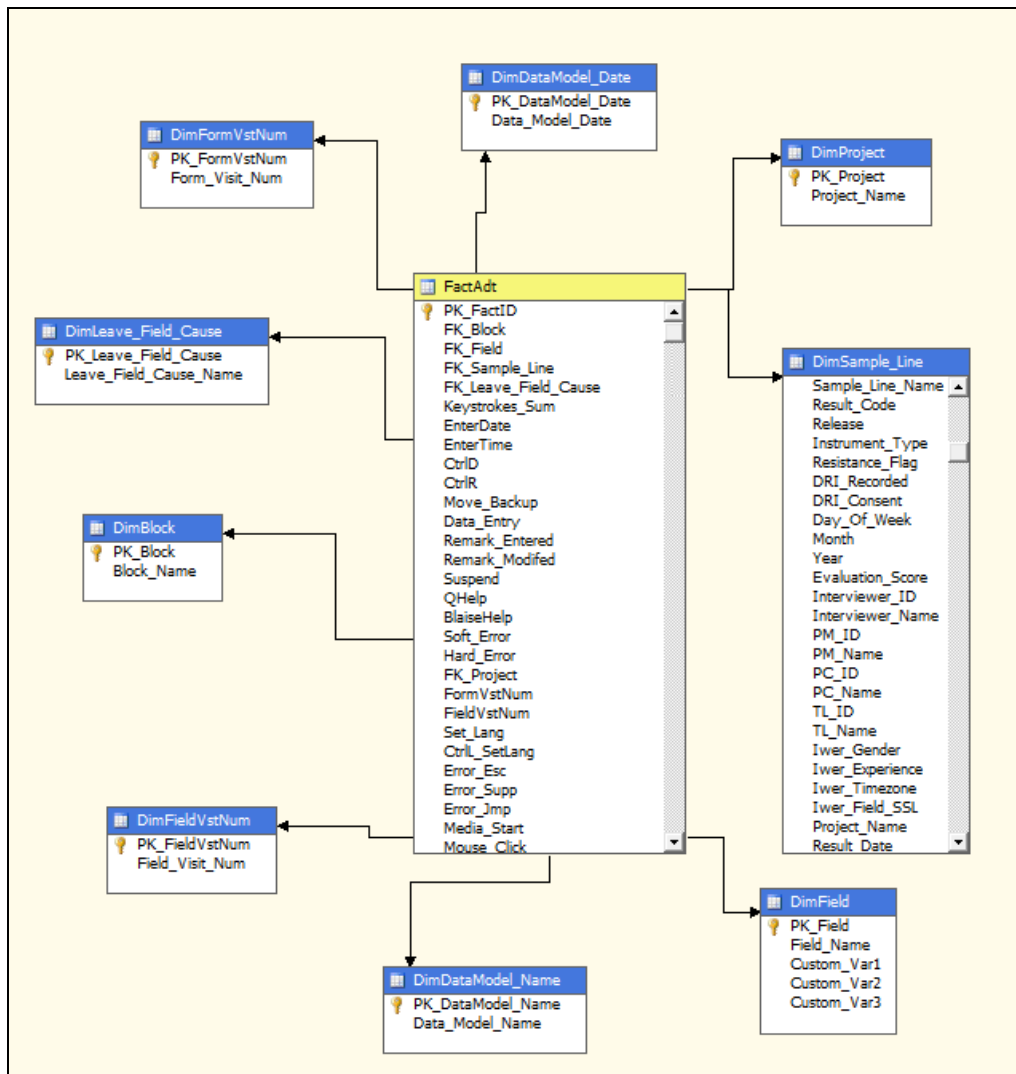 DimDataModel_Date
PK_DataModel_Date
Data_Model_Date
DimFormVstNum
PK_FormVstNum
Form_Visit_Num
DimProject
PK_Project
Project_Name
FactAdt
PK_FactID
FK_Block
FK_Field
FK_Sample_Line
FK_Leave_Field_Cause
Keystrokes_Sum
EnterDate
EnterTime
CtrlD
CtrlR
Move_Backup
Data_Entry
Remark_Entered
Remark_Modifed
Suspend
QHelp
BlaiseHelp
Soft_Error
Hard_Error
FK_Project
FormVstNum
FieldVstNum
Set_Lang
CtrlL_SetLang
Error_Esc
Error_Supp
Error_Jmp
Media_Start
Mouse_Click
DimLeave_Field_Cause
PK_Leave_Field_Cause
Leave_Field_Cause_Name
DimSample_Line
Sample_Line_Name
Result_Code
Release
Instrument_Type
Resistance_Flag
DRI_Recorded
DRI_Consent
Day_Of_Week
Month
Year
Evaluation_Score
Interviewer_ID
Interviewer_Name
PM_ID
PM_Name
PC_ID
PC_Name
TL_ID
TL_Name
Iwer_Gender
Iwer_Experience
Iwer_Timezone
Iwer_Field_SSL
Project_Name
Result_Date
DimBlock
PK_Block
Block_Name
DimFieldVstNum
PK_FieldVstNum
Field_Visit_Num
DimField
PK_Field
Field_Name
Custom_Var1
Custom_Var2
Custom_Var3
DimDataModel_Name
PK_DataModel_Name
Data_Model_Name